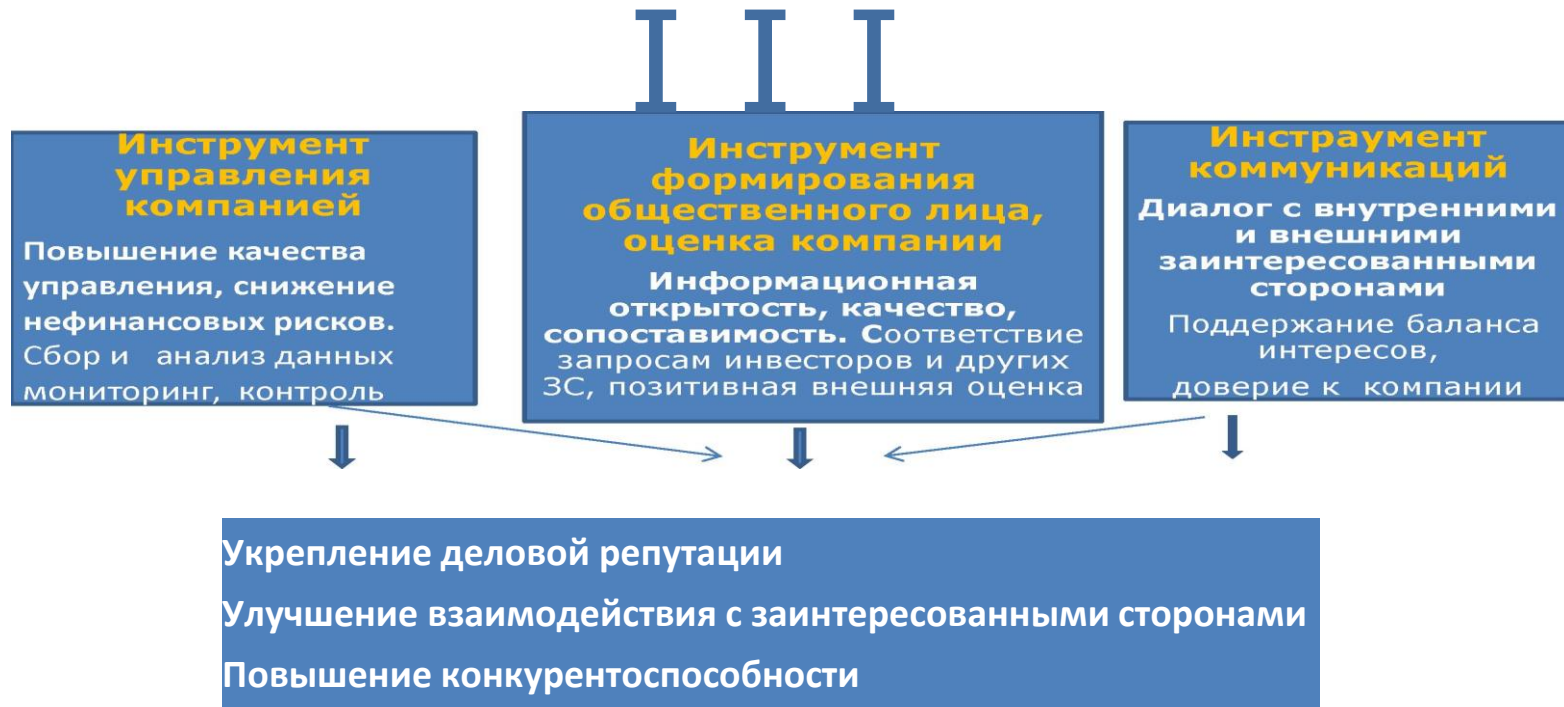 Инструмент
управления
компанией
Повышение качества
управления, снижение
нефинансовых рисков.
Сбор и анализ данных
мониторинг, контроль
Инструмент
формирования
общественного лица,
оценка компании
Информационная
открытость, качество,
сопоставимость. Соответствие
запросам инвесторов и других
ЗС, позитивная внешняя оценка
Инстраумент
коммуникаций
Диалог с внутренними
и внешними
заинтересованными
сторонами
Поддержание баланса
интересов,
доверие к компании
Укрепление деловой репутации
Улучшение взаимодействия с заинтересованными сторонами
Повышение конкурентоспособности